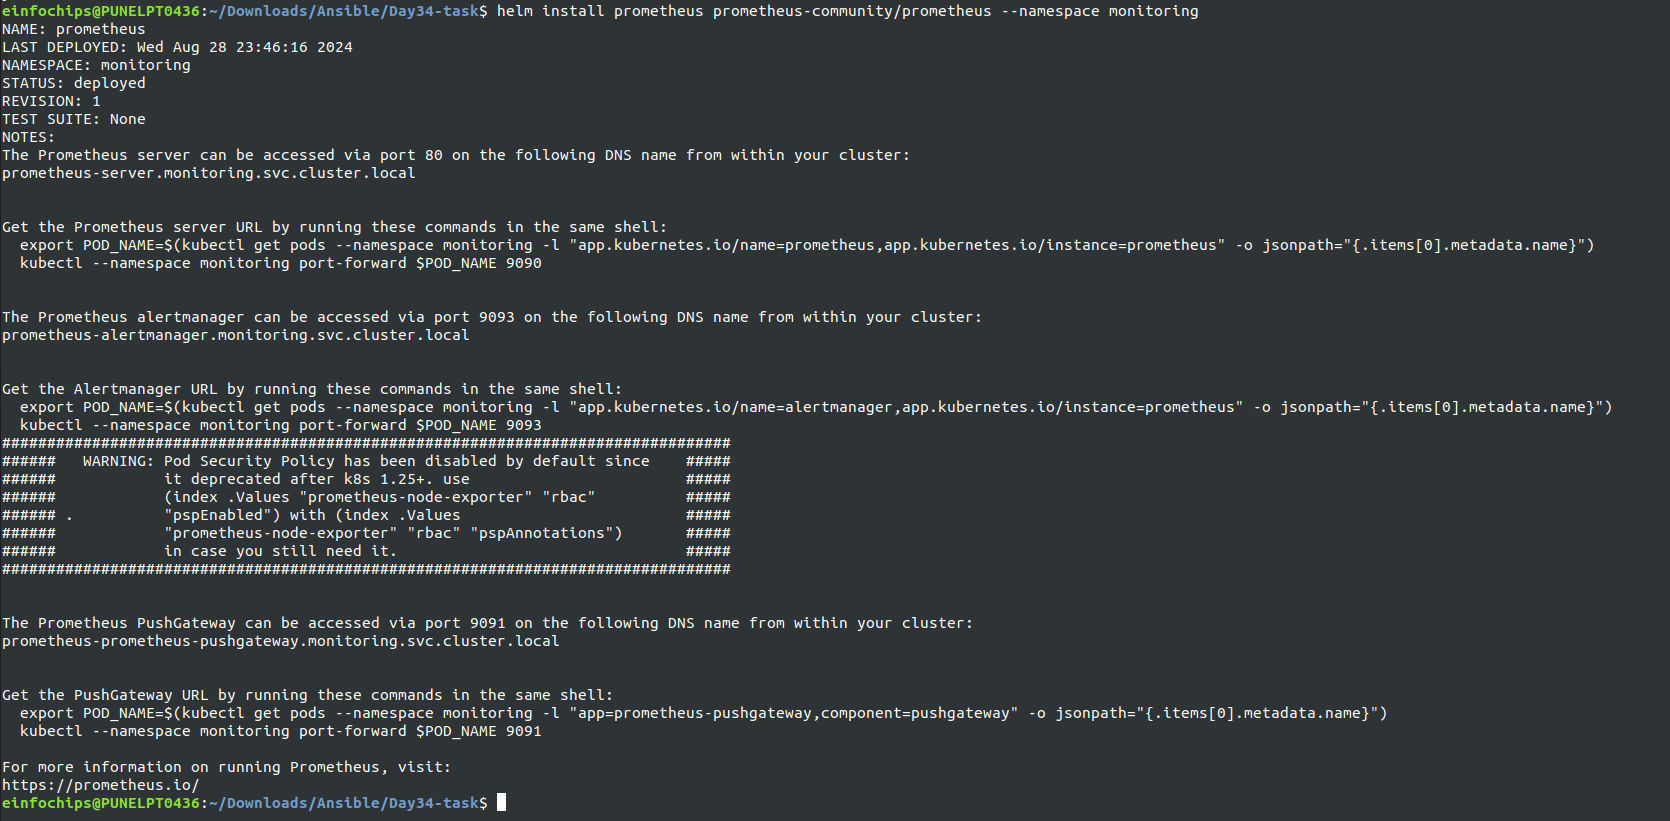 einfochips@PUNELPT0436:~/Downloads/Ansible/Day34-task$ helm install prometheus prometheus-community/prometheus --namespace monitoring
NAME: prometheus
LAST DEPLOYED: Wed Aug 28 23:46:16 2024
NAMESPACE: monitoring
STATUS: deployed
REVISION: 1
TEST SUITE: None
NOTES:
The Prometheus server can be accessed via port 80 on the following DNS name from within your cluster:
prometheus-server.monitoring.svc.cluster.local


Get the Prometheus server URL by running these commands in the same shell:
  export POD_NAME=$(kubectl get pods --namespace monitoring -l "app.kubernetes.io/name=prometheus,app.kubernetes.io/instance=prometheus" -o jsonpath="{.items[0].metadata.name}")
  kubectl --namespace monitoring port-forward $POD_NAME 9090


The Prometheus alertmanager can be accessed via port 9093 on the following DNS name from within your cluster:
prometheus-alertmanager.monitoring.svc.cluster.local


Get the Alertmanager URL by running these commands in the same shell:
  export POD_NAME=$(kubectl get pods --namespace monitoring -l "app.kubernetes.io/name=alertmanager,app.kubernetes.io/instance=prometheus" -o jsonpath="{.items[0].metadata.name}")
  kubectl --namespace monitoring port-forward $POD_NAME 9093
#################################################################################
######   WARNING: Pod Security Policy has been disabled by default since    #####
######            it deprecated after k8s 1.25+. use                        #####
######            (index .Values "prometheus-node-exporter" "rbac"          #####
###### .          "pspEnabled") with (index .Values                         #####
######            "prometheus-node-exporter" "rbac" "pspAnnotations")       #####
######            in case you still need it.                                #####
#################################################################################


The Prometheus PushGateway can be accessed via port 9091 on the following DNS name from within your cluster:
prometheus-prometheus-pushgateway.monitoring.svc.cluster.local


Get the PushGateway URL by running these commands in the same shell:
  export POD_NAME=$(kubectl get pods --namespace monitoring -l "app=prometheus-pushgateway,component=pushgateway" -o jsonpath="{.items[0].metadata.name}")
  kubectl --namespace monitoring port-forward $POD_NAME 9091

For more information on running Prometheus, visit:
https://prometheus.io/
einfochips@PUNELPT0436:~/Downloads/Ansible/Day34-task$